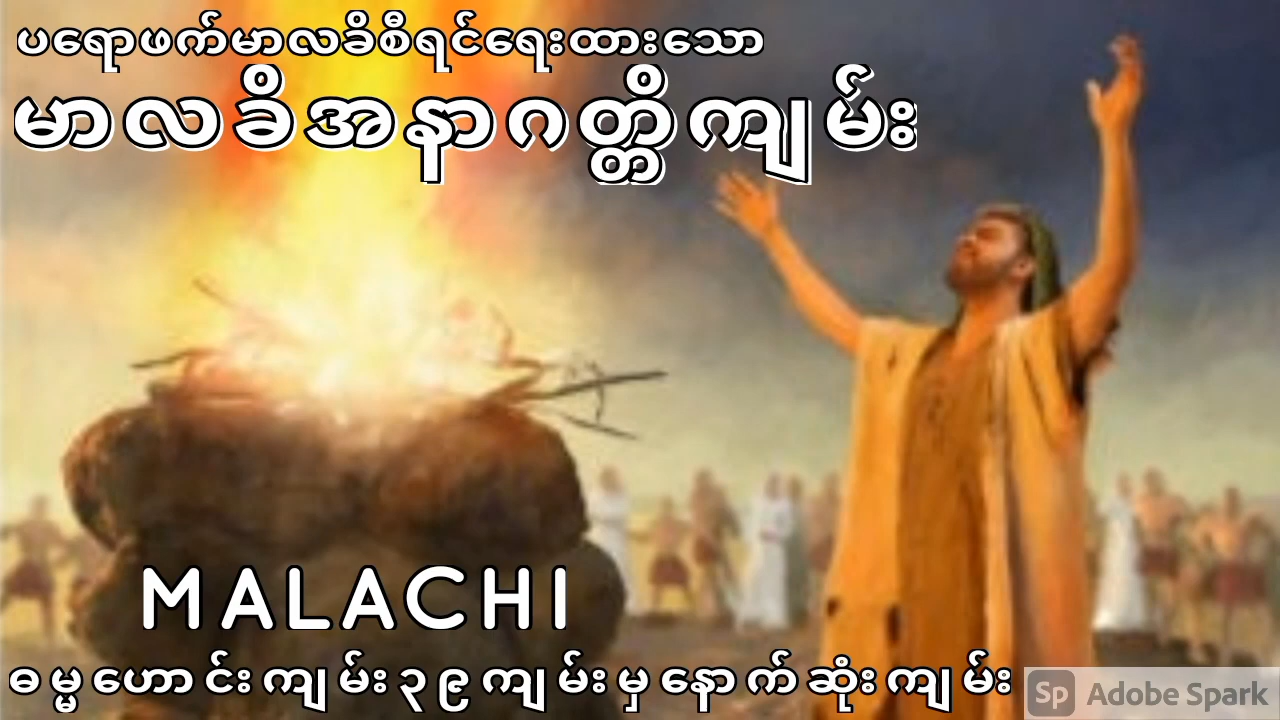 ပရောဖက်မာလခိစီရင်ရေးထားသော
မာလခိအနာဂတ္တိကျမ်း
MALACHI
ဓမ္မဟောင်းကျမ်း၃၉ကျမ်းမှနောက်ဆုံးကျမ်း
Sp Adobe Spark